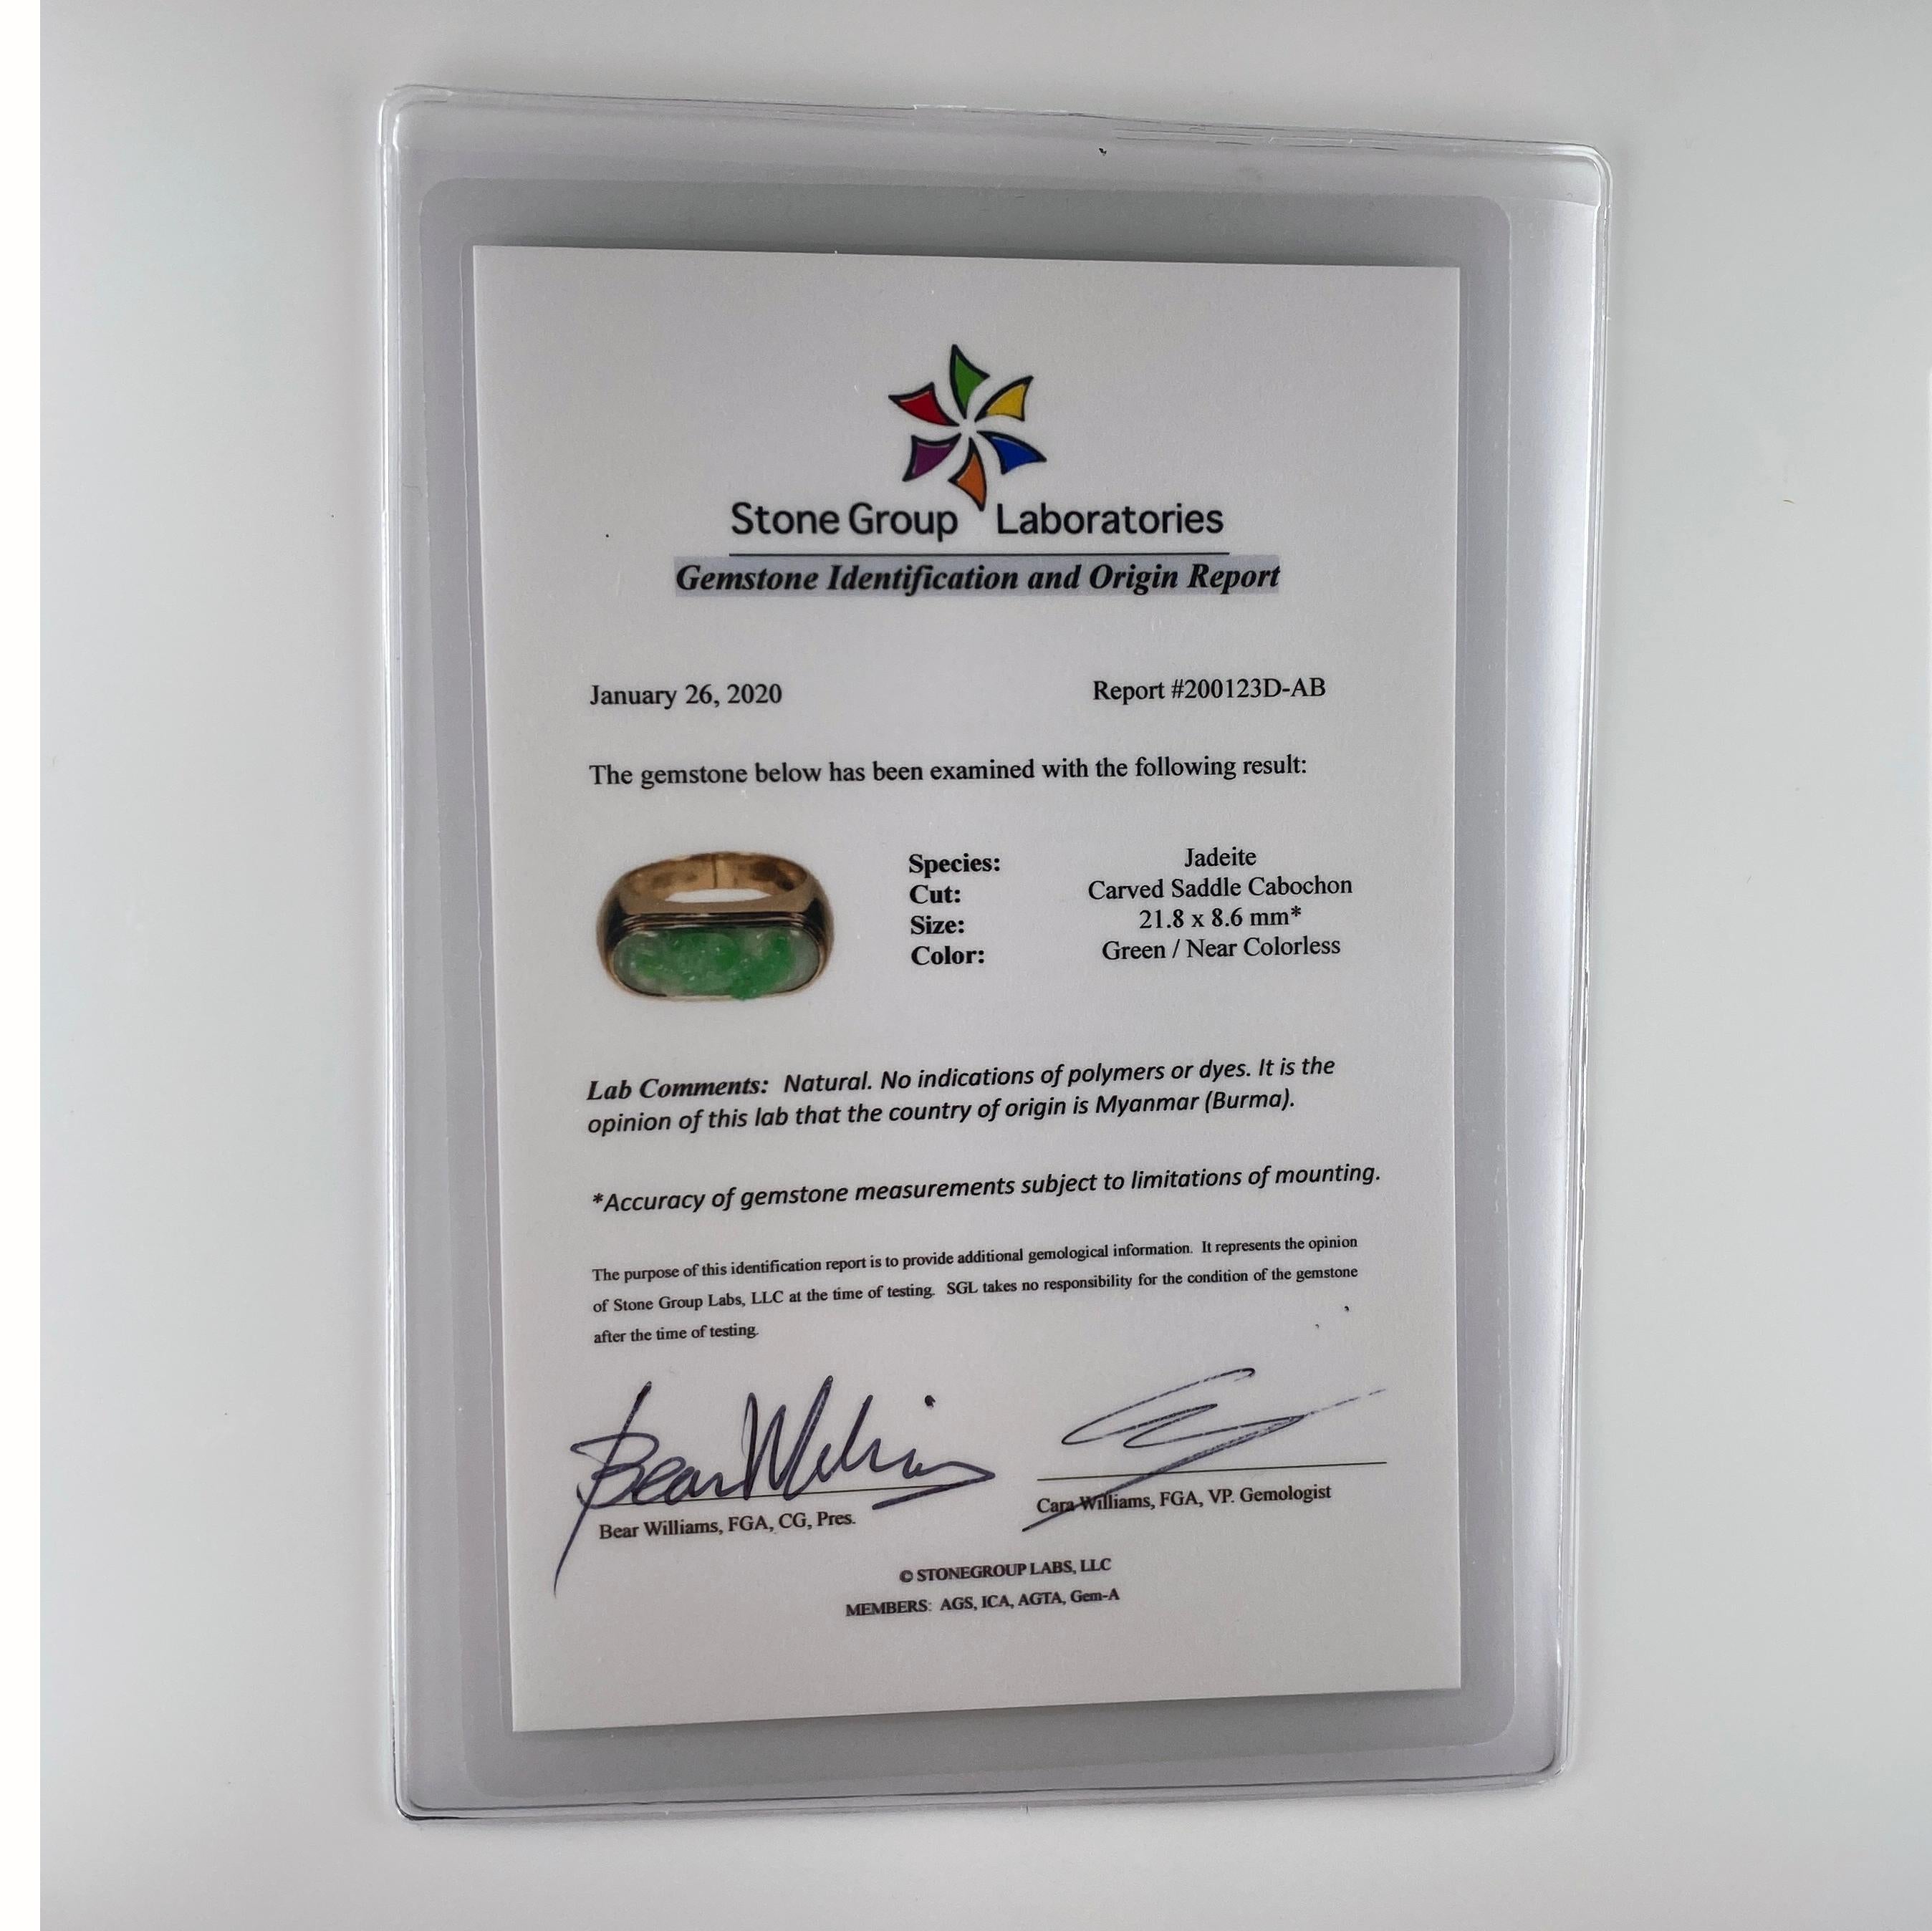 Stone Group Laboratories
Gemstone Identification and Origin Report
January 26, 2020 Report #200123D-AB
The gemstone below has been examined with the following result:
Species: Jadeite
Cut: Carved Saddle Cabochon
Size: 21.8 x 8.6 mm*
Color: Green / Near Colorless
Lab Comments: Natural. No indications of polymers or dyes. It is the
opinion of this lab that the country of origin is Myanmar (Burma).
*Accuracy of gemstone measurements subject to limitations of mounting.
The purpose of this identification report is to provide additional gemological information. It represents the opinion
of Stone Group Labs, LLC at the time of testing. SGL takes no responsibility for the condition of the gemstone
after the time of testing.
Bear Williams
Bear Williams, FGA, CG, Pres. Cara Williams, FGA, VP. Gemologist
© STONEGROUP LABS, LLC
MEMBERS: AGS, ICA, AGTA, Gem-A